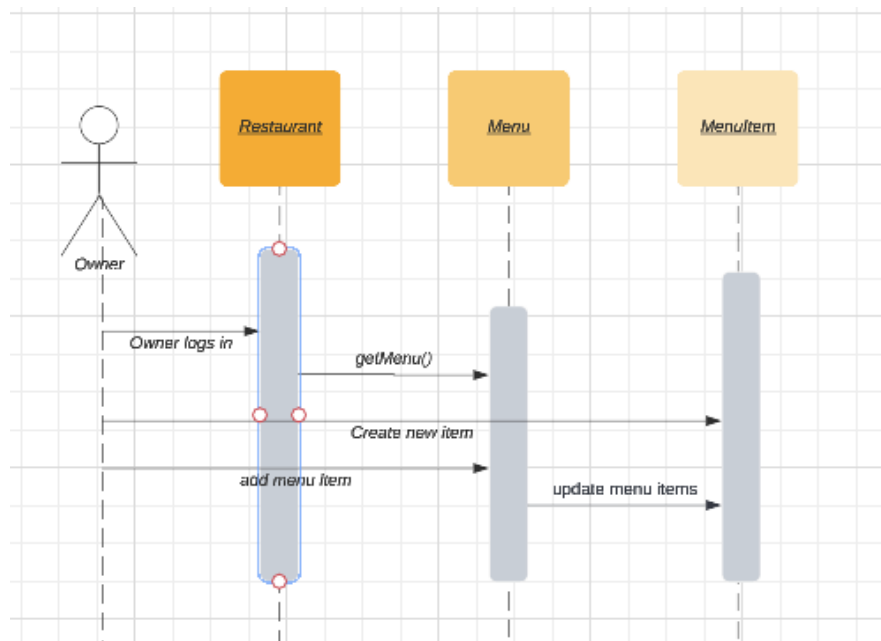 Restaurant
Menu
MenuItem
Owner
Owner logs in
getMenu()
Create new item
add menu item
update menu items